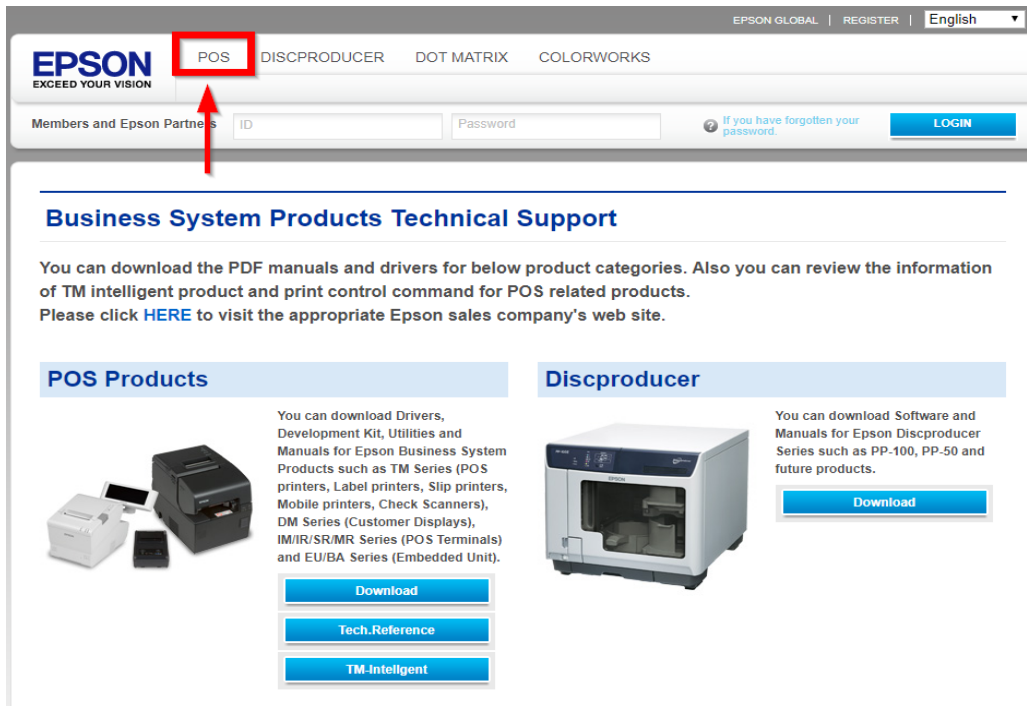 EPSON GLOBAL | REGISTER | English
EPSON
EXCEED YOUR VISION
POS DISCPRODUCER DOT MATRIX COLORWORKS
Members and Epson Partners ID Password If you have forgotten your password. LOGIN
Business System Products Technical Support
You can download the PDF manuals and drivers for below product categories. Also you can review the information
of TM intelligent product and print control command for POS related products.
Please click HERE to visit the appropriate Epson sales company's web site.
POS Products
You can download Drivers,
Development Kit, Utilities and
Manuals for Epson Business System
Products such as TM Series (POS
printers, Label printers, Slip printers,
Mobile printers, Check Scanners),
DM Series (Customer Displays),
IM/IR/SR/MR Series (POS Terminals)
and EU/BA Series (Embedded Unit).
Download
Tech.Reference
TM-Intelligent
Discproducer
EPSON
You can download Software and
Manuals for Epson Discproducer
Series such as PP-100, PP-50 and
future products.
Download